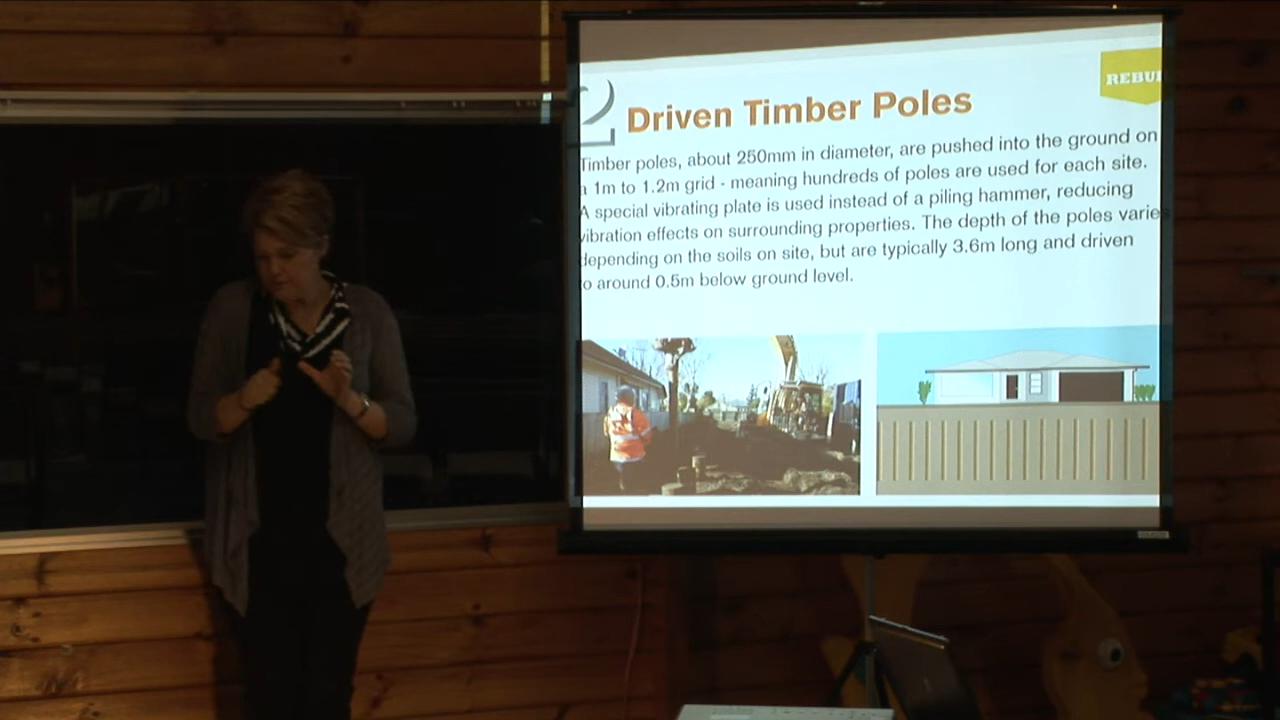 REBUI
2 Driven Timber Poles
Timber poles, about 250mm in diameter, are pushed into the ground on
a 1m to 1.2m grid - meaning hundreds of poles are used for each site.
A special vibrating plate is used instead of a piling hammer, reducing
vibration effects on surrounding properties. The depth of the poles varies
depending on the soils on site, but are typically 3.6m long and driven
to around 0.5m below ground level.